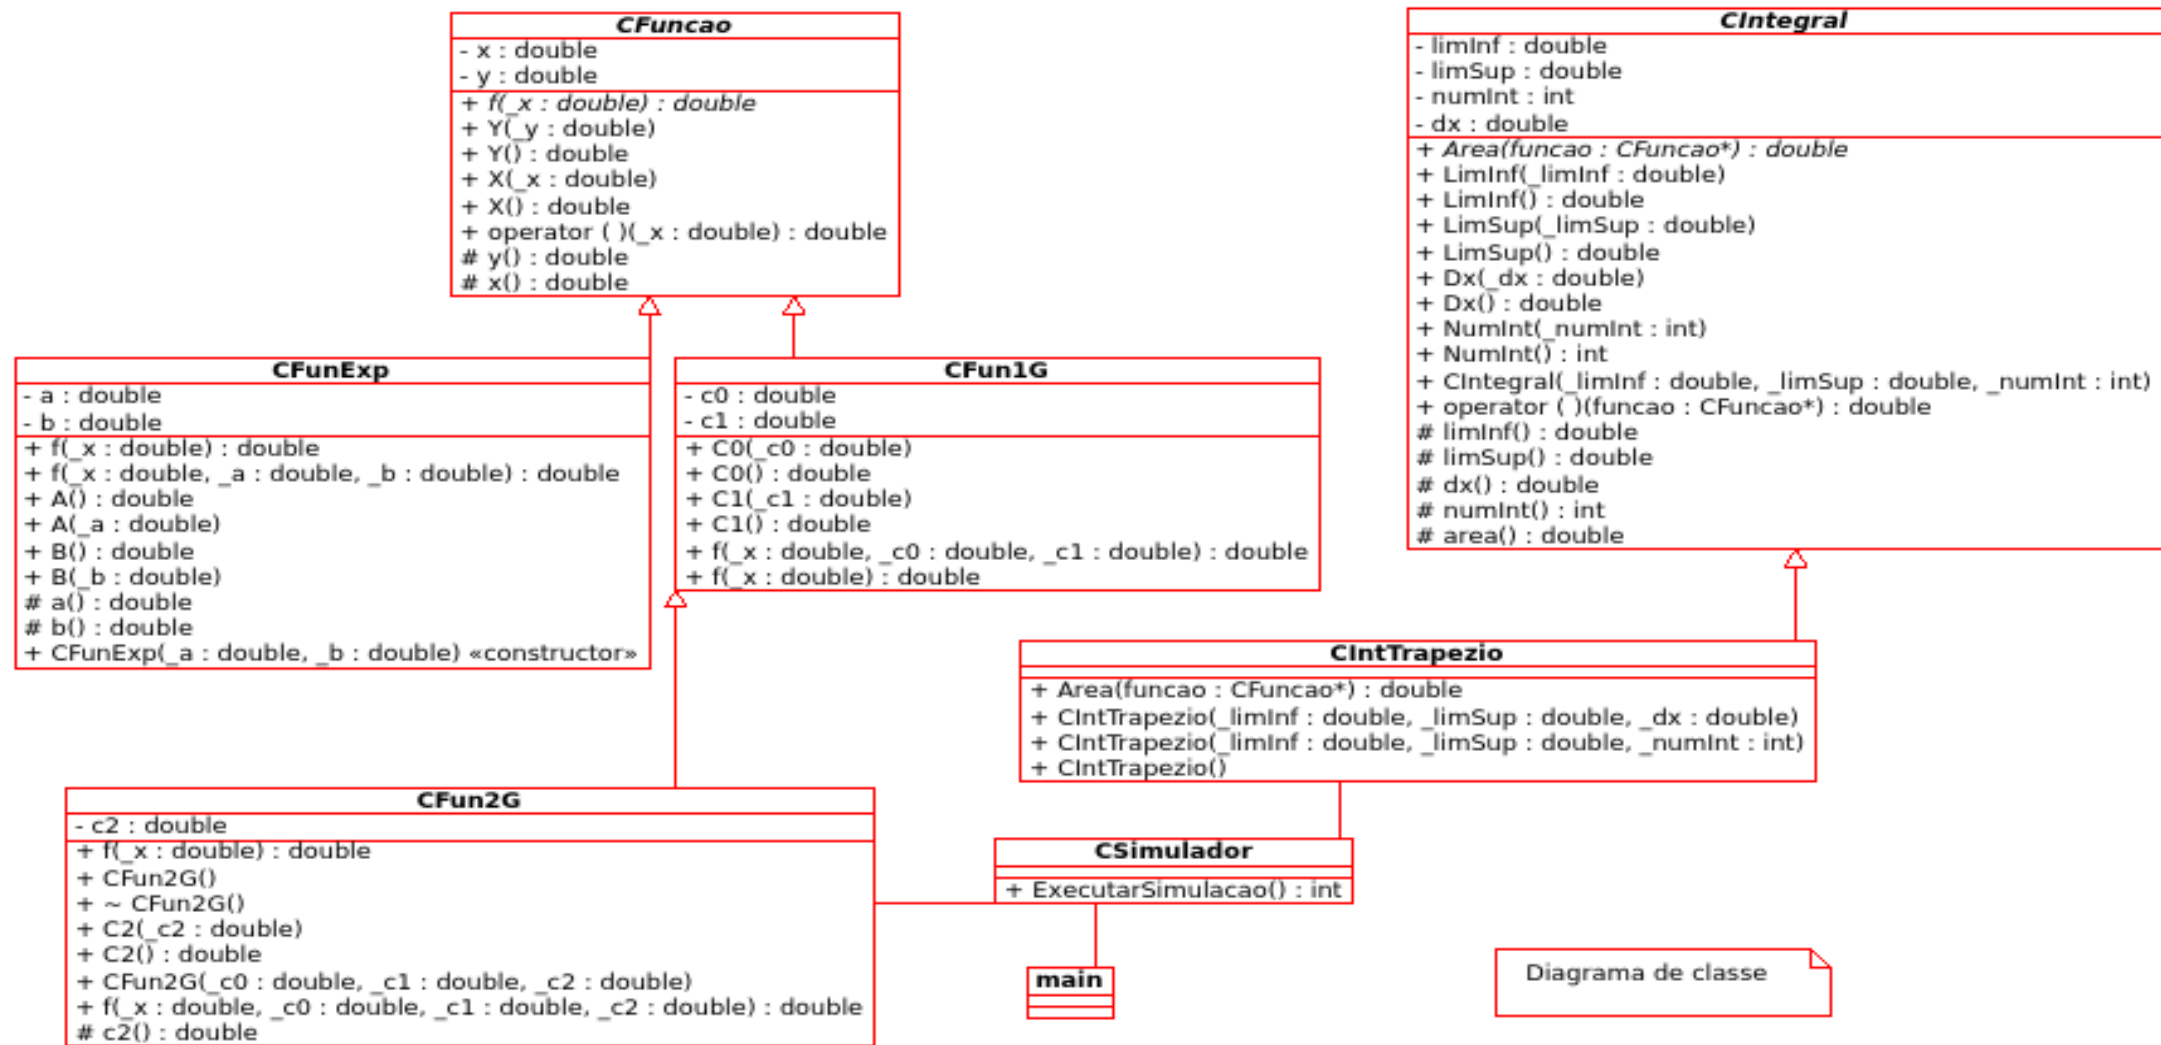 CFuncao
- x : double
- y : double
+ f(_x : double) : double
+ Y(_y : double)
+ Y() : double
+ X(_x : double)
+ X() : double
+ operator ( )(_x : double) : double
# y() : double
# x() : double
CIntegral
- limInf : double
- limSup : double
- numInt : int
- dx : double
+ Area(funcao : CFuncao*) : double
+ LimInf(_limInf : double)
+ LimInf() : double
+ LimSup(_limSup : double)
+ LimSup() : double
+ Dx(_dx : double)
+ Dx() : double
+ NumInt(_numInt : int)
+ NumInt() : int
+ CIntegral(_limInf : double, _limSup : double, _numInt : int)
+ operator ( )(funcao : CFuncao*) : double
# limInf() : double
# limSup() : double
# dx() : double
# numInt() : int
# area() : double
CFunExp
- a : double
- b : double
+ f(_x : double) : double
+ f(_x : double, _a : double, _b : double) : double
+ A() : double
+ A(_a : double)
+ B() : double
+ B(_b : double)
# a() : double
# b() : double
+ CFunExp(_a : double, _b : double) «constructor»
CFun1G
- c0 : double
- c1 : double
+ C0(_c0 : double)
+ C0() : double
+ C1(_c1 : double)
+ C1() : double
+ f(_x : double, _c0 : double, _c1 : double) : double
+ f(_x : double) : double
CIntTrapezio
+ Area(funcao : CFuncao*) : double
+ CIntTrapezio(_limInf : double, _limSup : double, _dx : double)
+ CIntTrapezio(_limInf : double, _limSup : double, _numInt : int)
+ CIntTrapezio()
CFun2G
- c2 : double
+ f(_x : double) : double
+ CFun2G()
+ ~ CFun2G()
+ C2(_c2 : double)
+ C2() : double
+ CFun2G(_c0 : double, _c1 : double, _c2 : double)
+ f(_x : double, _c0 : double, _c1 : double, _c2 : double) : double
# c2() : double
CSimulador
+ ExecutarSimulacao() : int
main
Diagrama de classe